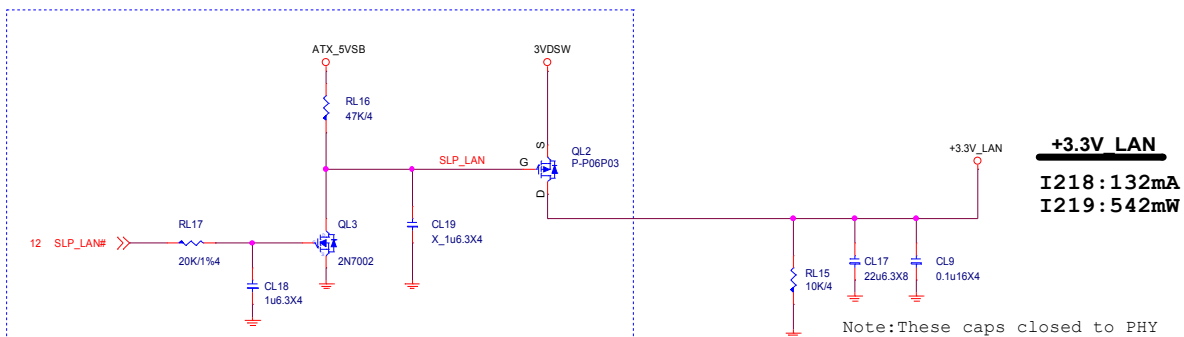 ATX_5VSB
3VDSW
RL16
47K/4
SLP_LAN
G
S
D
QL2
P-P06P03
+3.3V_LAN
+3.3V_LAN
I218:132mA
I219:542mW
12 SLP_LAN#
RL17
20K/1%4
QL3
2N7002
CL19
X_1u6.3X4
CL18
1u6.3X4
RL15
10K/4
CL17
22u6.3X8
CL9
0.1u16X4
Note:These caps closed to PHY